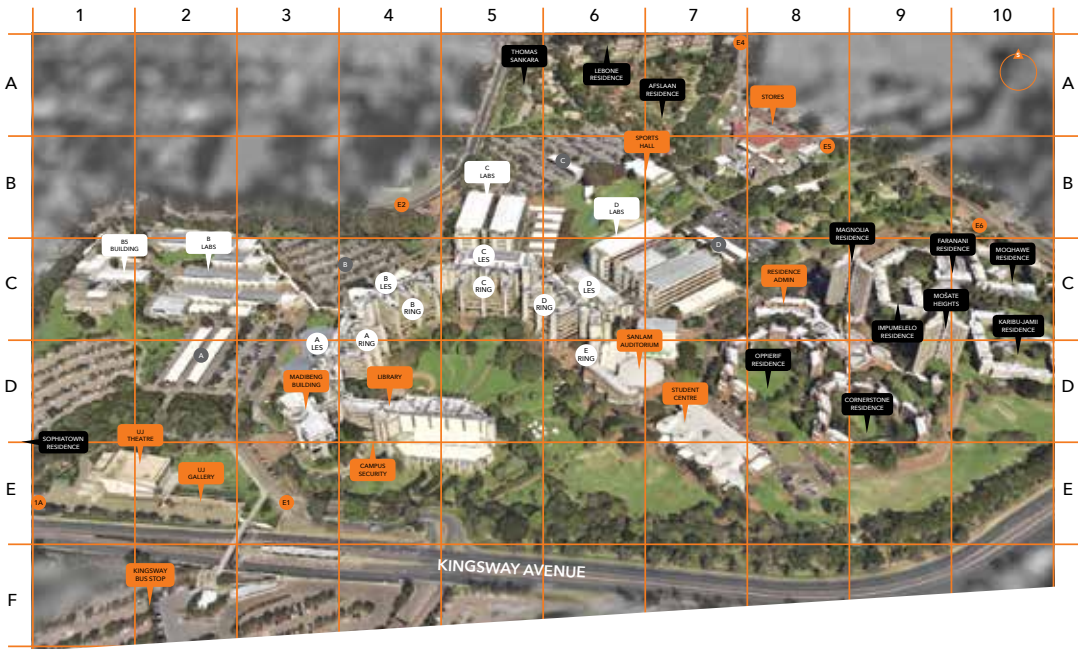 1 2 3 4 5 6 7 8 9 10
A
A
B
B
C
C
D
D
E
E
F
F
E4
S
THOMAS
SANKARA
LEBONE
RESIDENCE
AFSLAAN
RESIDENCE
STORES
SPORTS
HALL
E5
C
C
LABS
E2
D
LABS
E6
BS
BUILDING
B
LABS
B
D
MAGNOLIA
RESIDENCE
FARANANI
RESIDENCE
MOQHAWE
RESIDENCE
C
LES
B
LES
C
RING
D
LES
RESIDENCE
ADMIN
B
RING
D
RING
MOŠATE
HEIGHTS
IMPUMELELO
RESIDENCE
KARIBU-JAMII
RESIDENCE
A
A
LES
A
RING
E
RING
SANLAM
AUDITORIUM
OPPIERIF
RESIDENCE
MADIBENG
BUILDING
LIBRARY
STUDENT
CENTRE
CORNERSTONE
RESIDENCE
SOPHIATOWN
RESIDENCE
UJ
THEATRE
UJ
GALLERY
CAMPUS
SECURITY
1A
E1
KINGSWAY AVENUE
KINGSWAY
BUS STOP